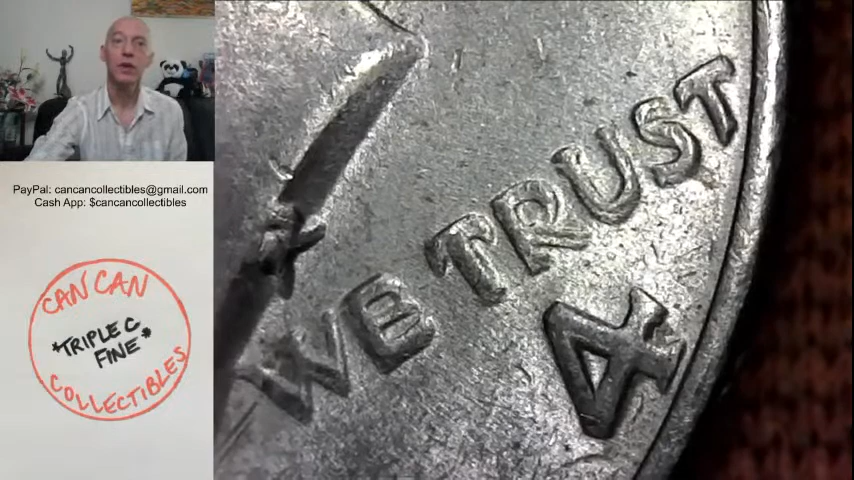 PayPal: cancancollectibles@gmail.com
Cash App: $cancancollectibles
CAN CAN
*TRIPLE C*
FINE
COLLECTIBLES
WE TRUST
4